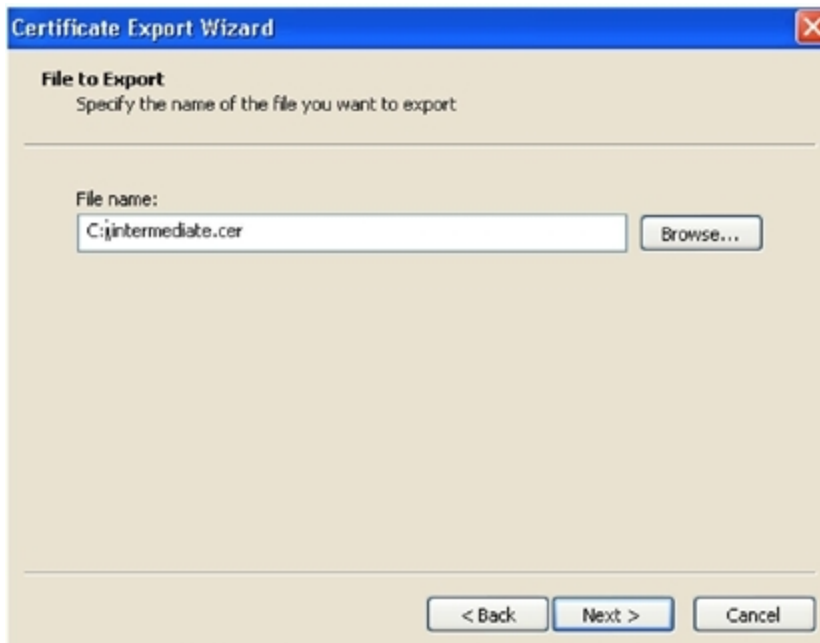 Certificate Export Wizard
File to Export
Specify the name of the file you want to export
File name:
C:\intermediate.cer
Browse...
< Back
Next >
Cancel